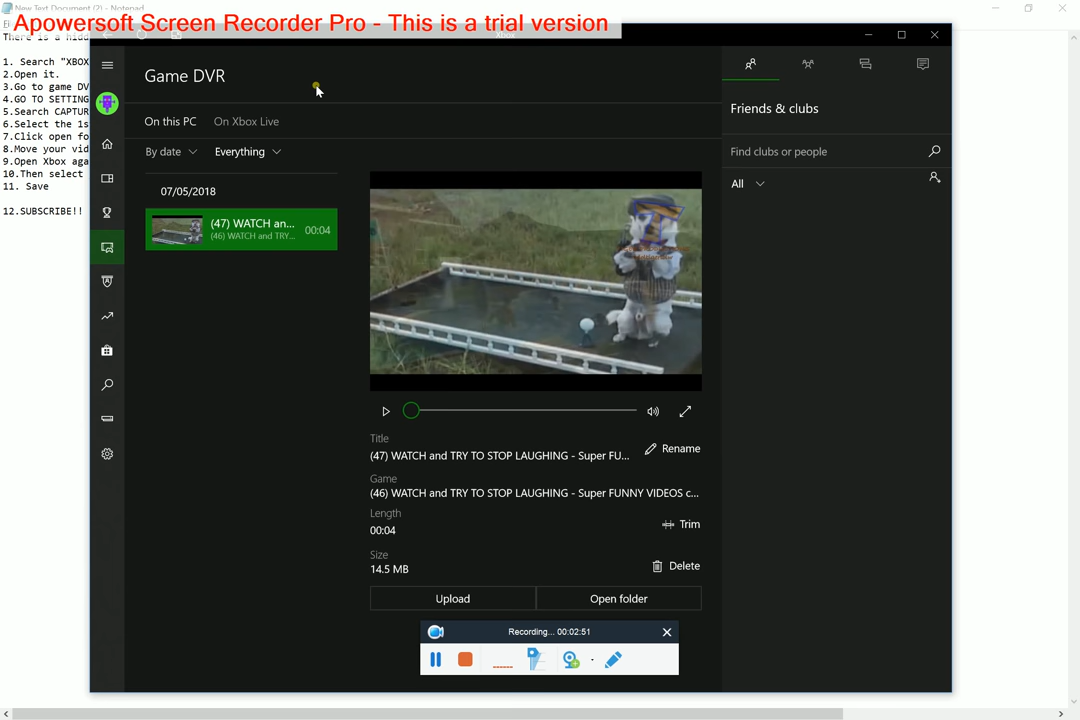 New Text Document (2) - Notepad
Apowersoft Screen Recorder Pro - This is a trial version
There is a hidd
1. Search "XBOX
2.Open it.
3.Go to game DV
4.GO TO SETTING
5.Search CAPTUR
6.Select the 1s
7.Click open fo
8.Move your vid
9.Open Xbox aga
10.Then select
11. Save
12.SUBSCRIBE!!
Xbox
Game DVR
On this PC
On Xbox Live
By date
Everything
07/05/2018
(47) WATCH an...
(46) WATCH and TRY...
00:04
Title
(47) WATCH and TRY TO STOP LAUGHING - Super FU...
Rename
Game
(46) WATCH and TRY TO STOP LAUGHING - Super FUNNY VIDEOS c...
Length
00:04
Trim
Size
14.5 MB
Delete
Upload
Open folder
Recording... 00:02:51
Friends & clubs
Find clubs or people
All